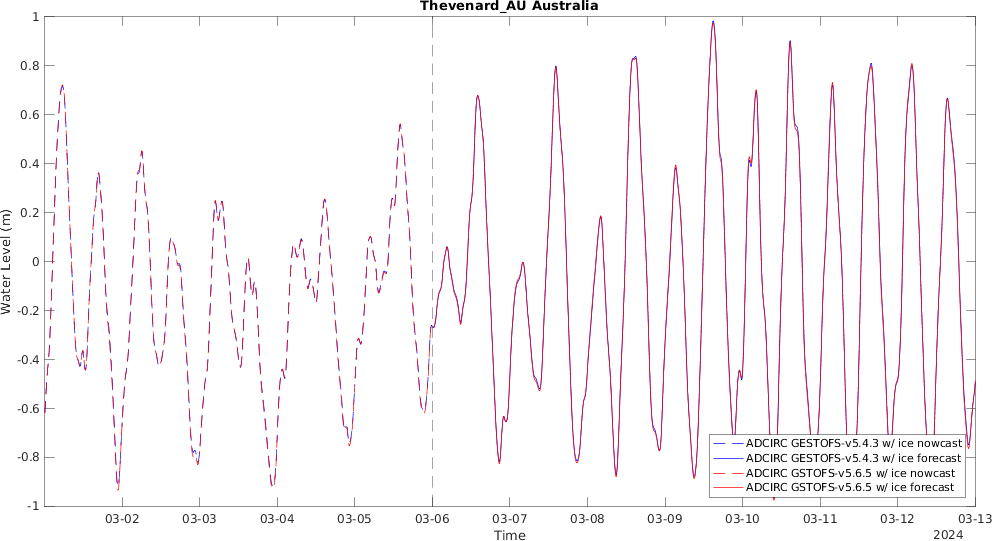 Thevenard_AU Australia
1
0.8
0.6
0.4
0.2
0
-0.2
-0.4
-0.6
-0.8
-1
Water Level (m)
ADCIRC GESTOFS-v5.4.3 w/ ice nowcast
ADCIRC GESTOFS-v5.4.3 w/ ice forecast
ADCIRC GSTOFS-v5.6.5 w/ ice nowcast
ADCIRC GSTOFS-v5.6.5 w/ ice forecast
03-02 03-03 03-04 03-05 03-06 03-07 03-08 03-09 03-10 03-11 03-12 03-13
Time
2024